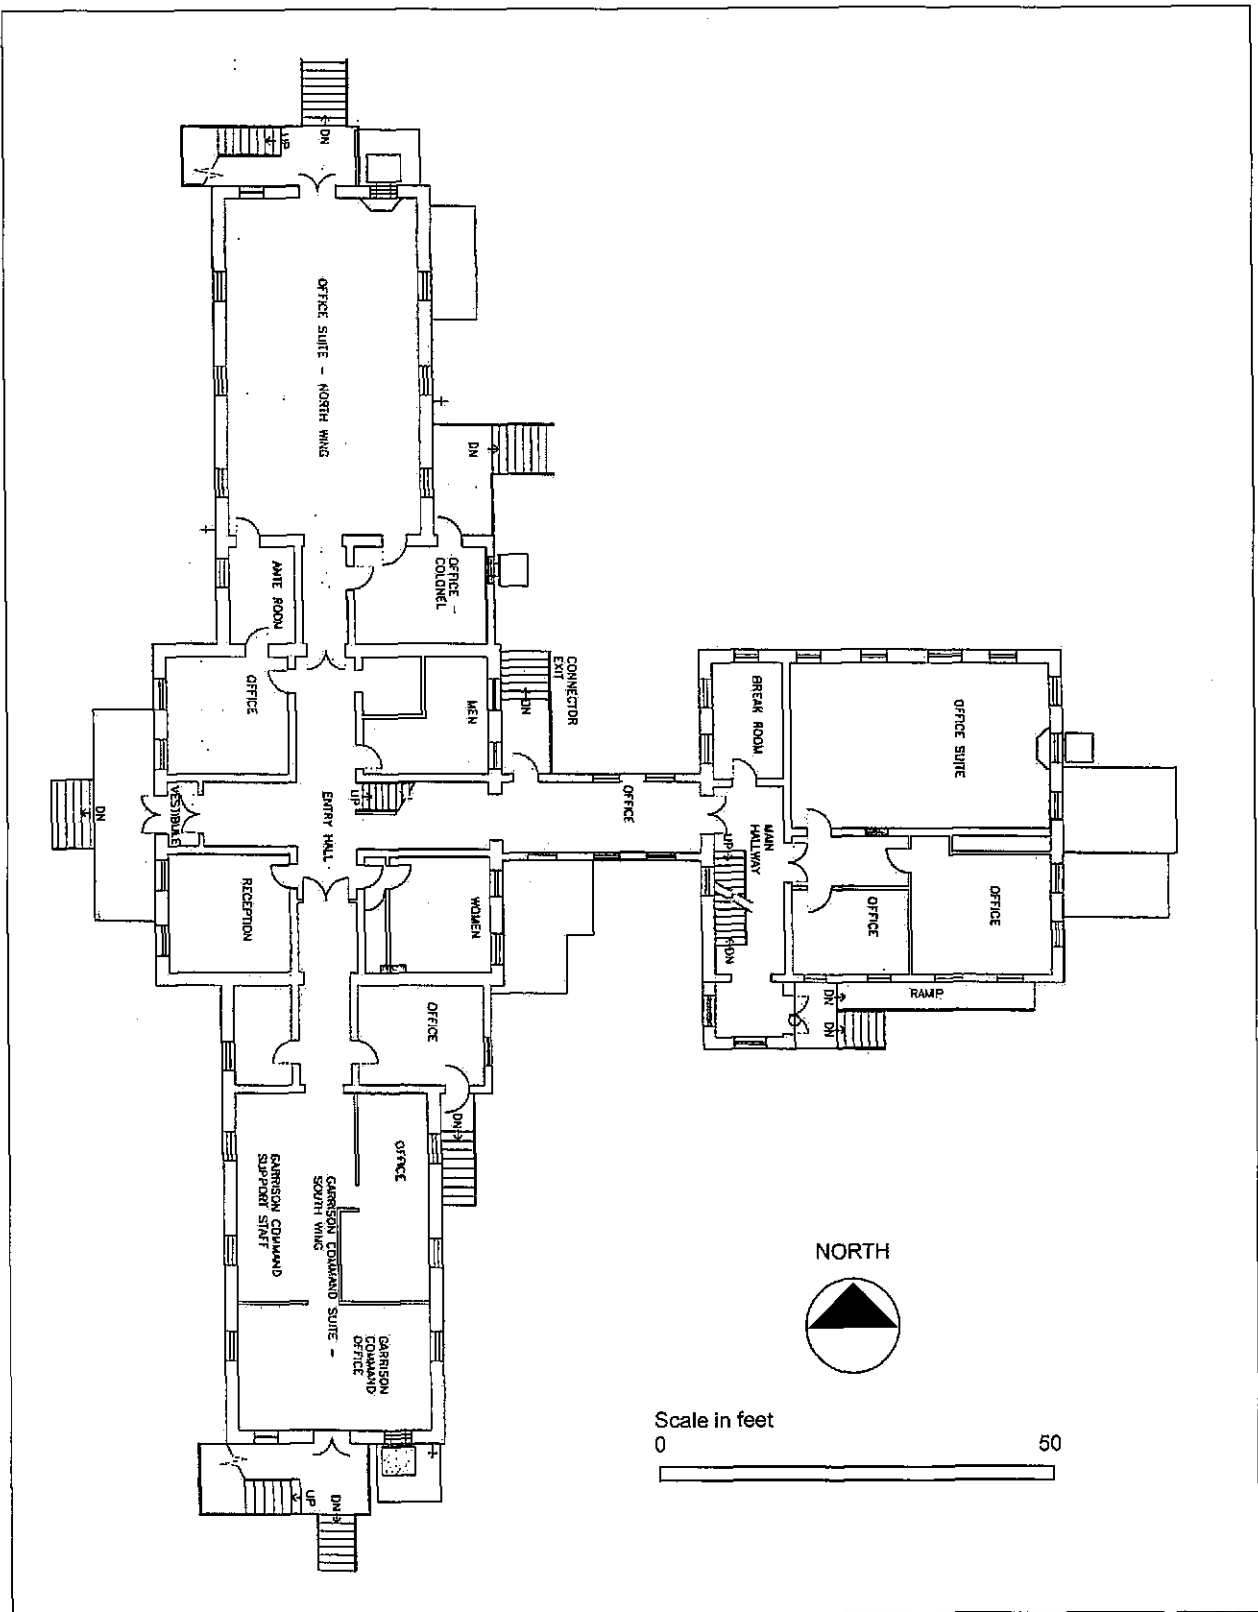 DN
UP
OFFICE SUITE - NORTH WING
DN
ANTE ROOM
OFFICE -
COLONEL
OFFICE
MEN
CONNECTOR
EXIT
DN
BREAK ROOM
OFFICE SUITE
DN
VESTIBULE
ENTRY HALL
UP
OFFICE
MAIN
HALLWAY
UP
RECEPTION
WOMEN
OFFICE
OFFICE
DN
OFFICE
DN
DN
RAMP
DN
OFFICE
GARRISON COMMAND
SUPPORT STAFF
GARRISON COMMAND SUITE -
SOUTH WING
GARRISON
COMMAND
OFFICE
UP
DN
NORTH
Scale in feet
0 50